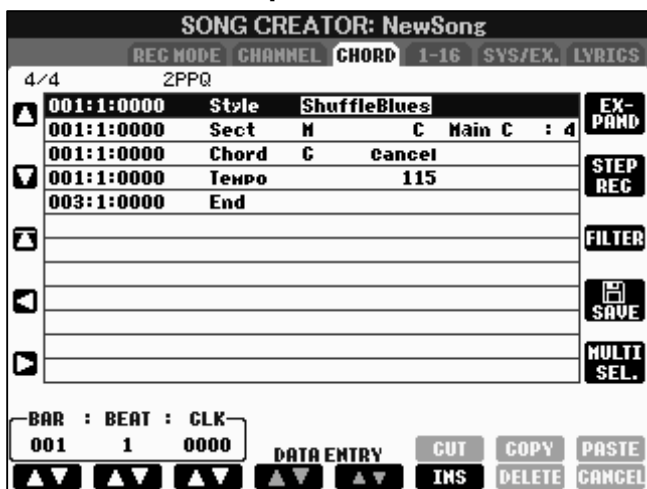 SONG CREATOR: NewSong
REC MODE CHANNEL CHORD 1-16 SYS/EX. LYRICS
4/4 2PPQ
001:1:0000 Style ShuffleBlues
001:1:0000 Sect M C Main C : 4
001:1:0000 Chord C Cancel
001:1:0000 Tempo 115
003:1:0000 End
EX-
PAND
STEP
REC
FILTER
SAVE
MULTI
SEL.
BAR : BEAT : CLK
001 1 0000
DATA ENTRY
CUT COPY PASTE
INS DELETE CANCEL